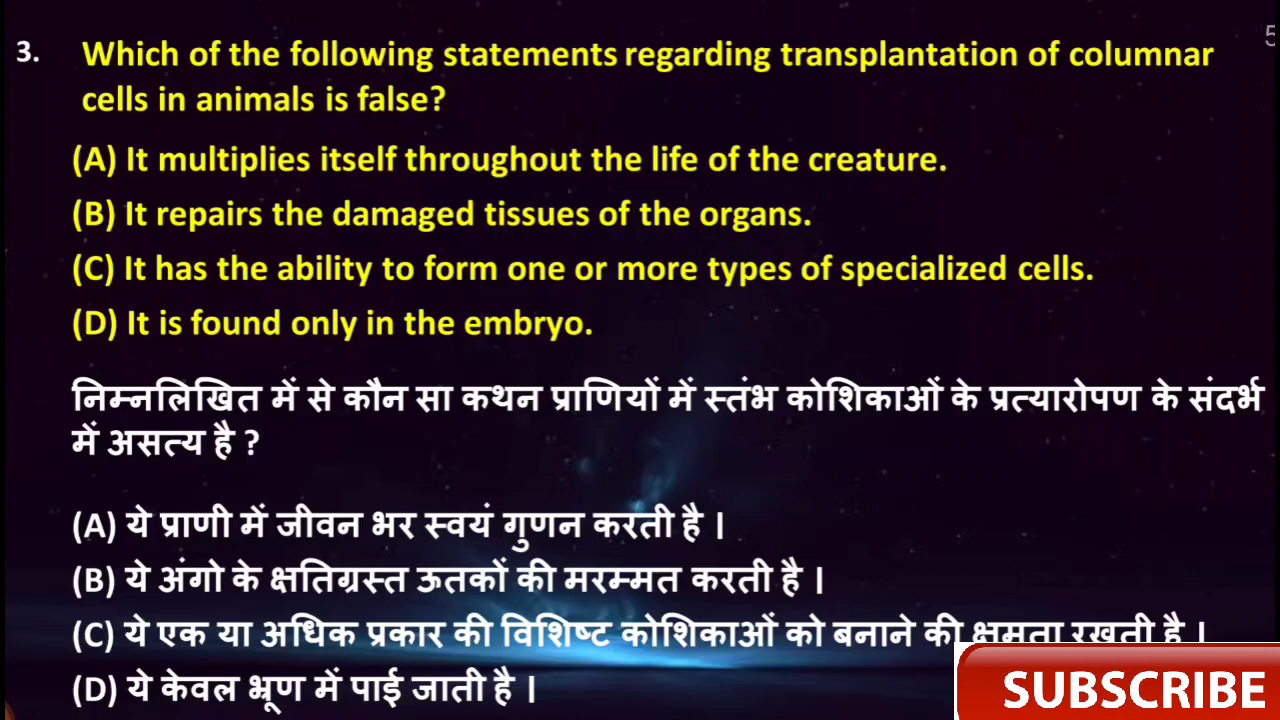 3. Which of the following statements regarding transplantation of columnar
cells in animals is false?
(A) It multiplies itself throughout the life of the creature.
(B) It repairs the damaged tissues of the organs.
(C) It has the ability to form one or more types of specialized cells.
(D) It is found only in the embryo.
निम्नलिखित में से कौन सा कथन प्राणियों में स्तंभ कोशिकाओं के प्रत्यारोपण के संदर्भ
में असत्य है ?
(A) ये प्राणी में जीवन भर स्वयं गुणन करती है ।
(B) ये अंगो के क्षतिग्रस्त ऊतकों की मरम्मत करती है ।
(C) ये एक या अधिक प्रकार की विशिष्ट कोशिकाओं को बनाने की क्षमता रखती है ।
(D) ये केवल भ्रूण में पाई जाती है ।
SUBSCRIBE